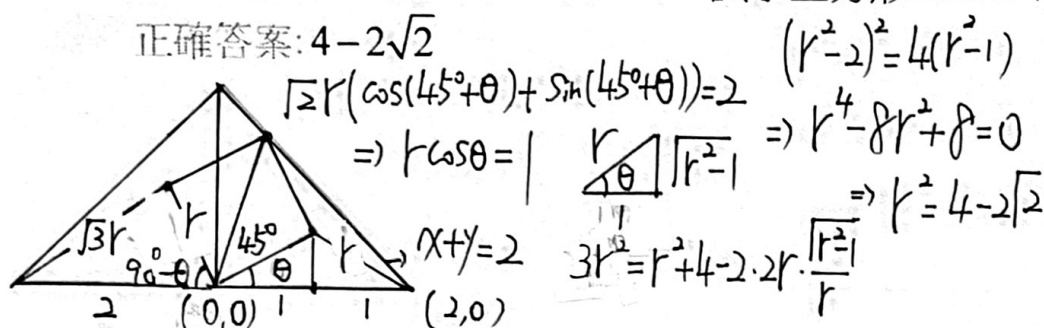 正確答案: 4-2√2
√2r(cos(45°+θ)+sin(45°+θ))=2
⇒ rcosθ=1
r
θ
1
√r²-1
(r²-2)²=4(r²-1)
⇒ r⁴-8r²+8=0
⇒ r²=4-2√2
3r²=r²+4-2·2r·√r²-1/r
√3r
r
45°
90°-θ
θ
r
→ x+y=2
2
(0,0)
1
1
(2,0)